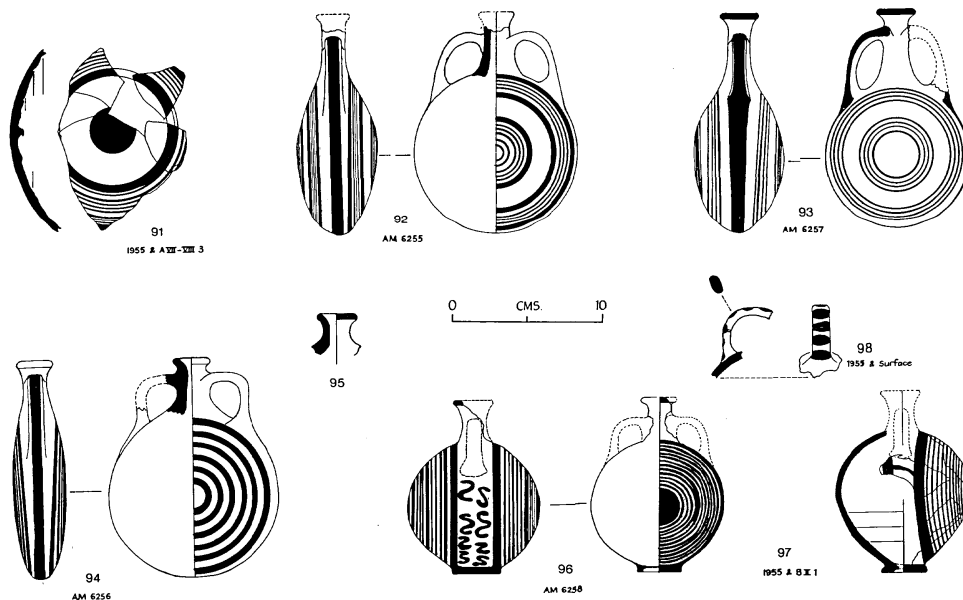 91
1955 & A VII-VIII 3
92
AM 6255
93
AM 6257
0 CMS. 10
95
98
1955 & Surface
94
AM 6256
96
AM 6258
97
1955 & B X 1